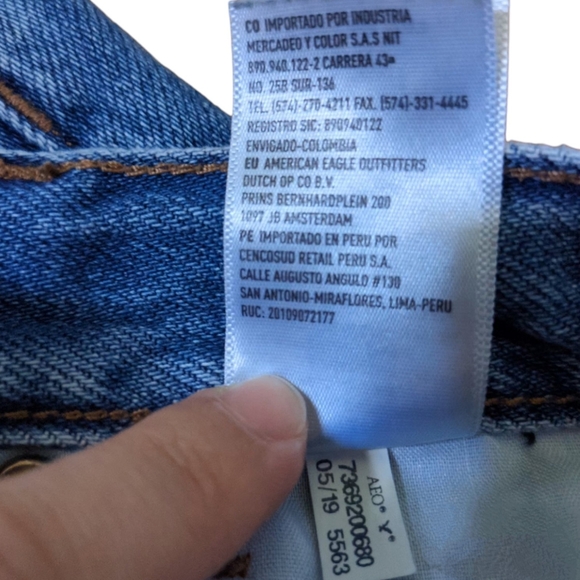 CO IMPORTADO POR INDUSTRIA
MERCADEO Y COLOR S.A.S NIT
890.940.122-2 CARRERA 43ª
NO. 25B SUR-136
TEL. (574)-270-4211 FAX. (574)-331-4445
REGISTRO SIC: 890940122
ENVIGADO-COLOMBIA
EU AMERICAN EAGLE OUTFITTERS
DUTCH OP CO B.V.
PRINS BERNHARDPLEIN 200
1097 JB AMSTERDAM
PE IMPORTADO EN PERU POR
CENCOSUD RETAIL PERU S.A.
CALLE AUGUSTO ANGULO #130
SAN ANTONIO-MIRAFLORES, LIMA-PERU
RUC: 20109072177
AEO® Y®
7369200680
05/19 5563